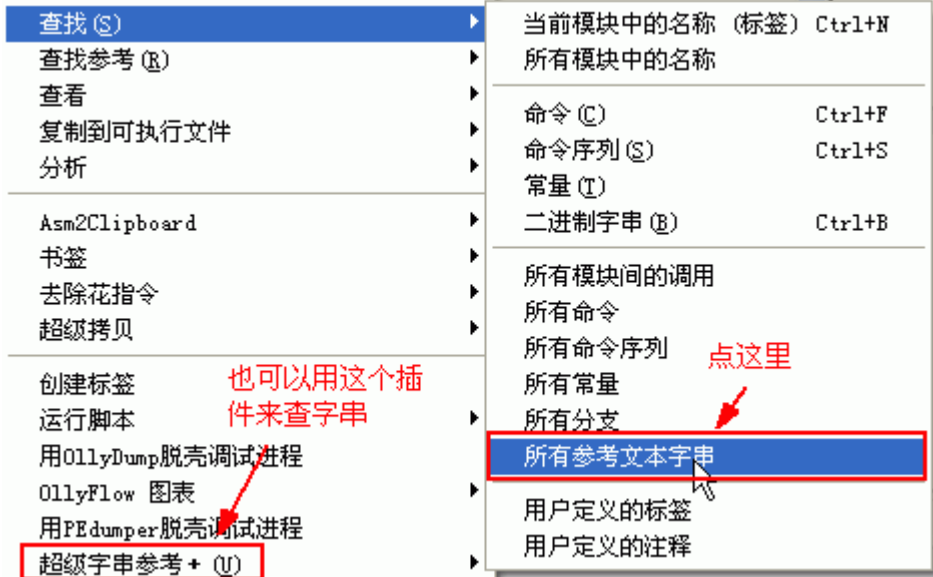 查找(S)
查找参考(R)
查看
复制到可执行文件
分析
Asm2Clipboard
书签
去除花指令
超级拷贝
创建标签
运行脚本
用OllyDump脱壳调试进程
OllyFlow 图表
用PEdumper脱壳调试进程
超级字串参考+ (U)
也可以用这个插
件来查字串
当前模块中的名称 (标签) Ctrl+N
所有模块中的名称
命令(C) Ctrl+F
命令序列(S) Ctrl+S
常量(T)
二进制字串(B) Ctrl+B
所有模块间的调用
所有命令
所有命令序列
所有常量
所有分支
所有参考文本字串
用户定义的标签
用户定义的注释
点这里